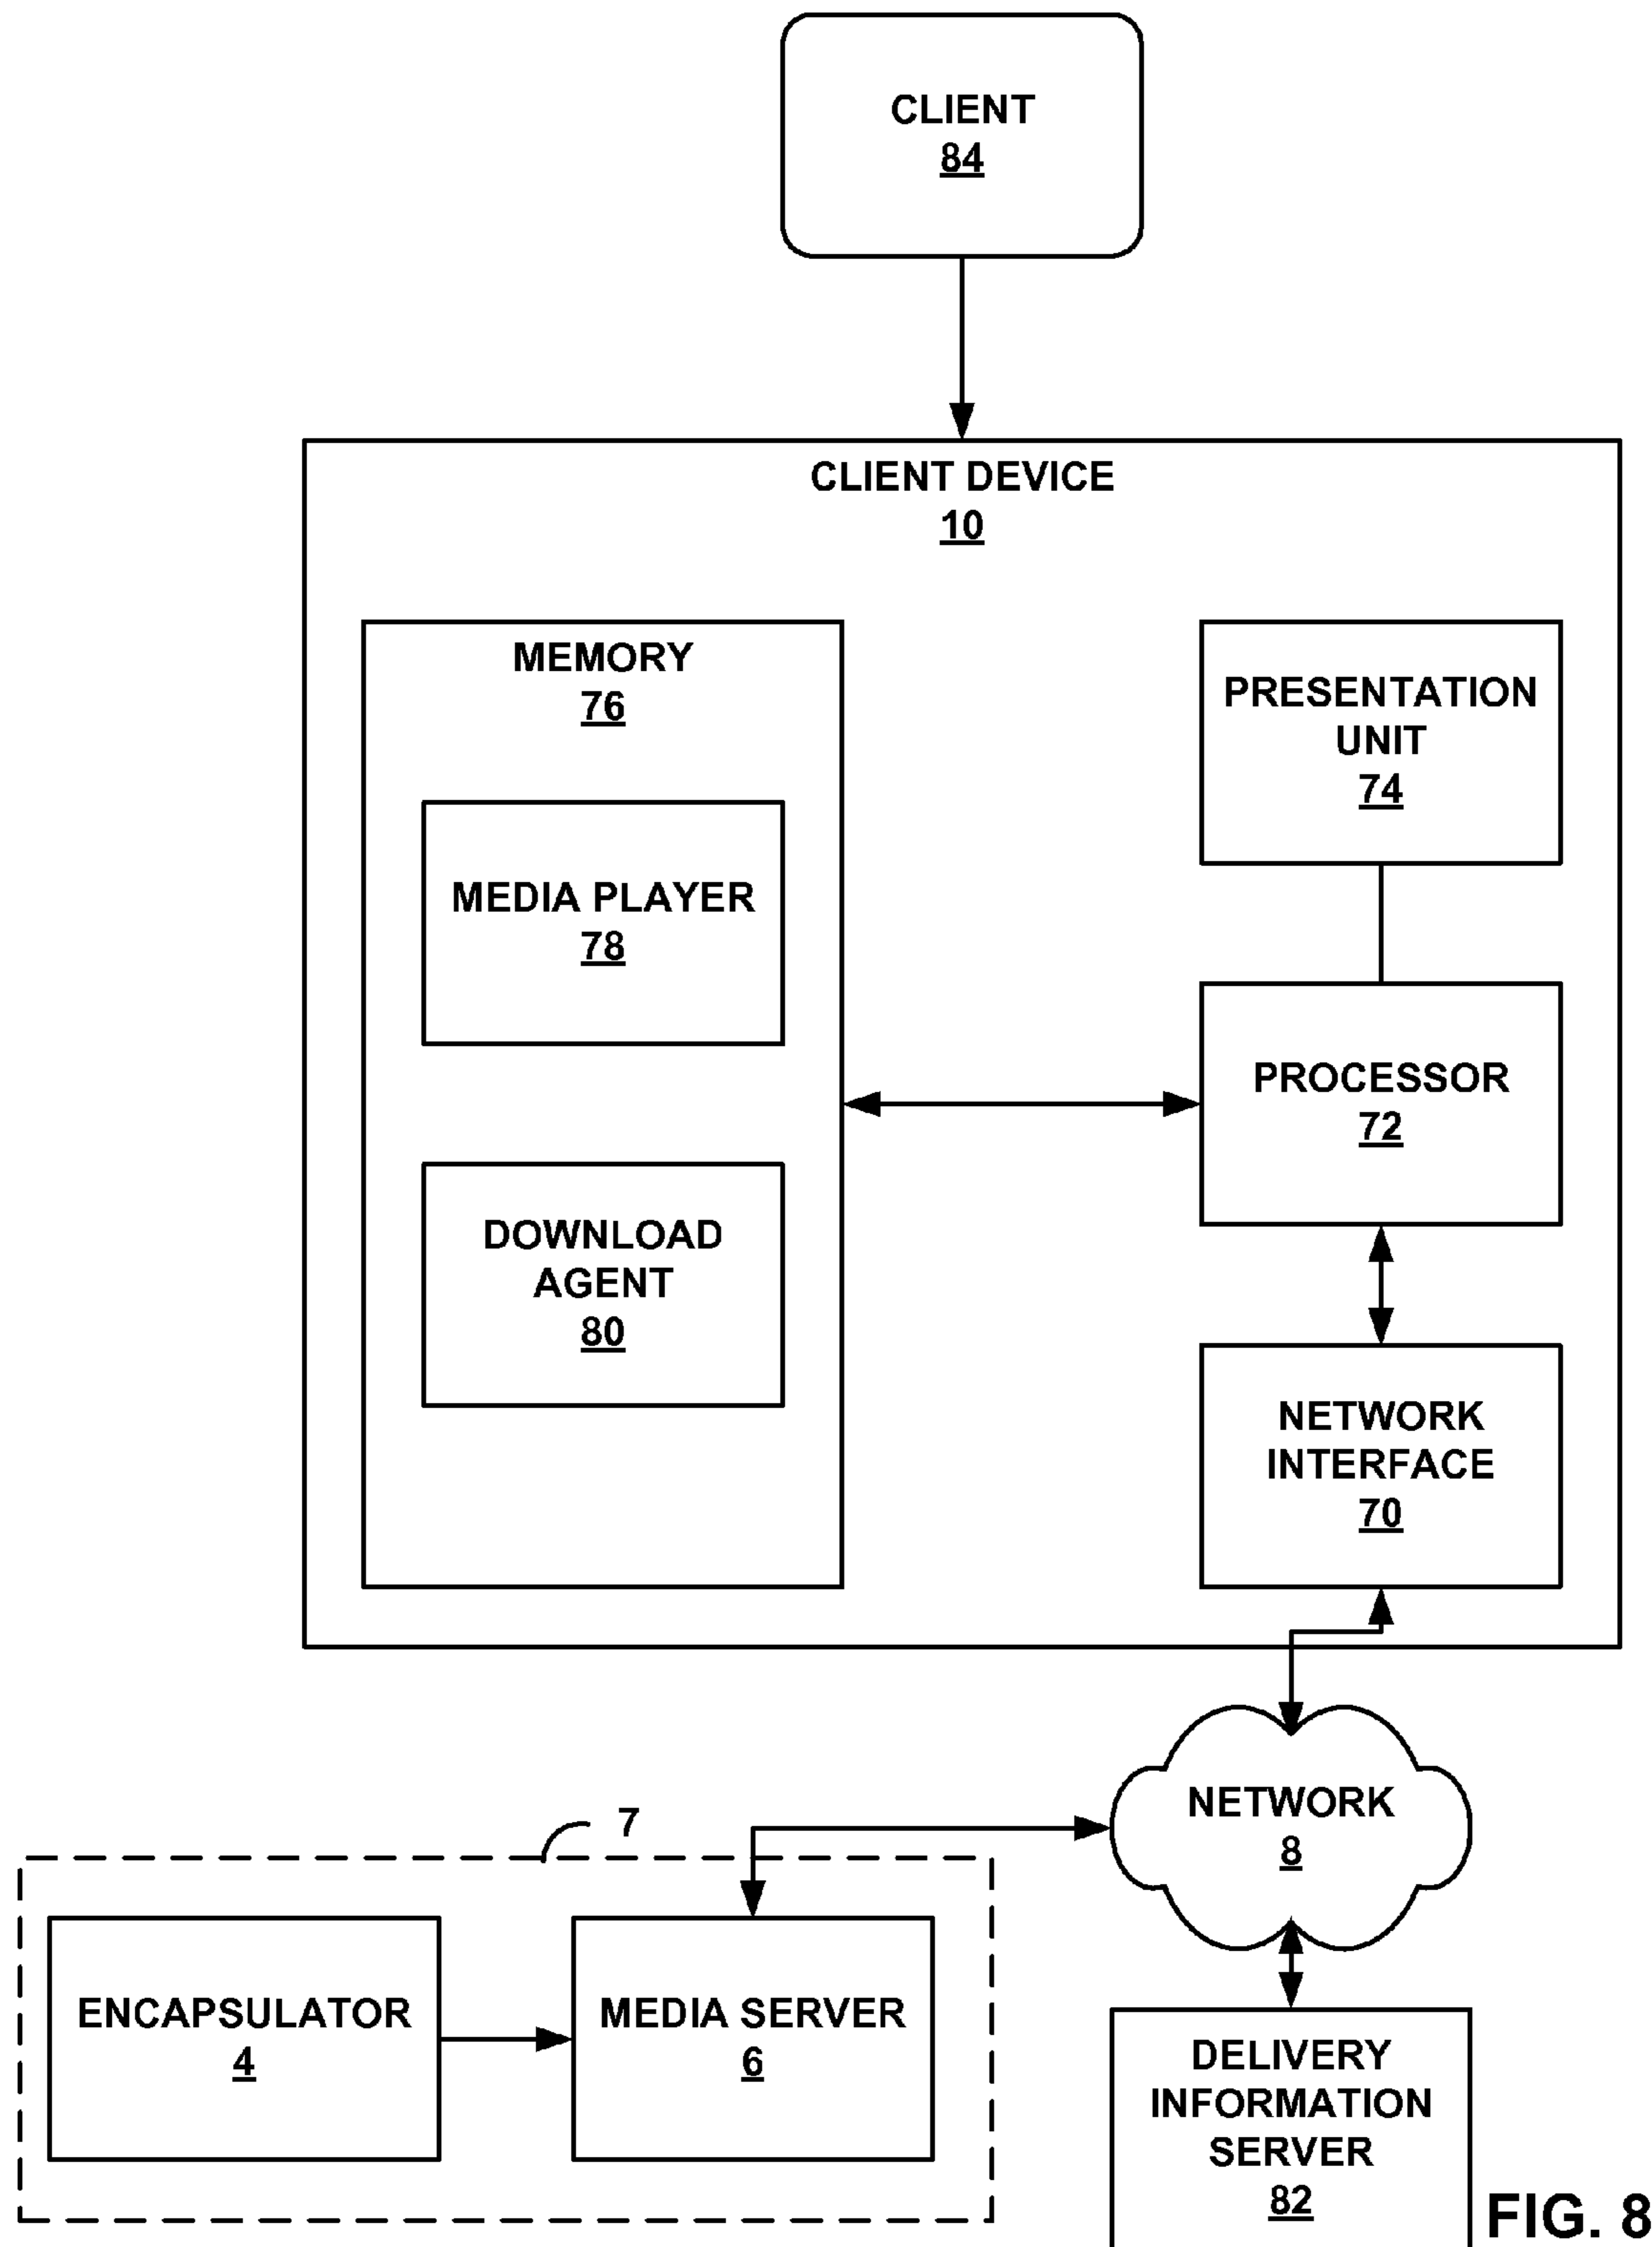 CLIENT
84
CLIENT DEVICE
10
MEMORY
76
PRESENTATION
UNIT
74
MEDIA PLAYER
78
PROCESSOR
72
DOWNLOAD
AGENT
80
NETWORK
INTERFACE
70
NETWORK
8
7
ENCAPSULATOR
4
MEDIA SERVER
6
DELIVERY
INFORMATION
SERVER
82
FIG. 8